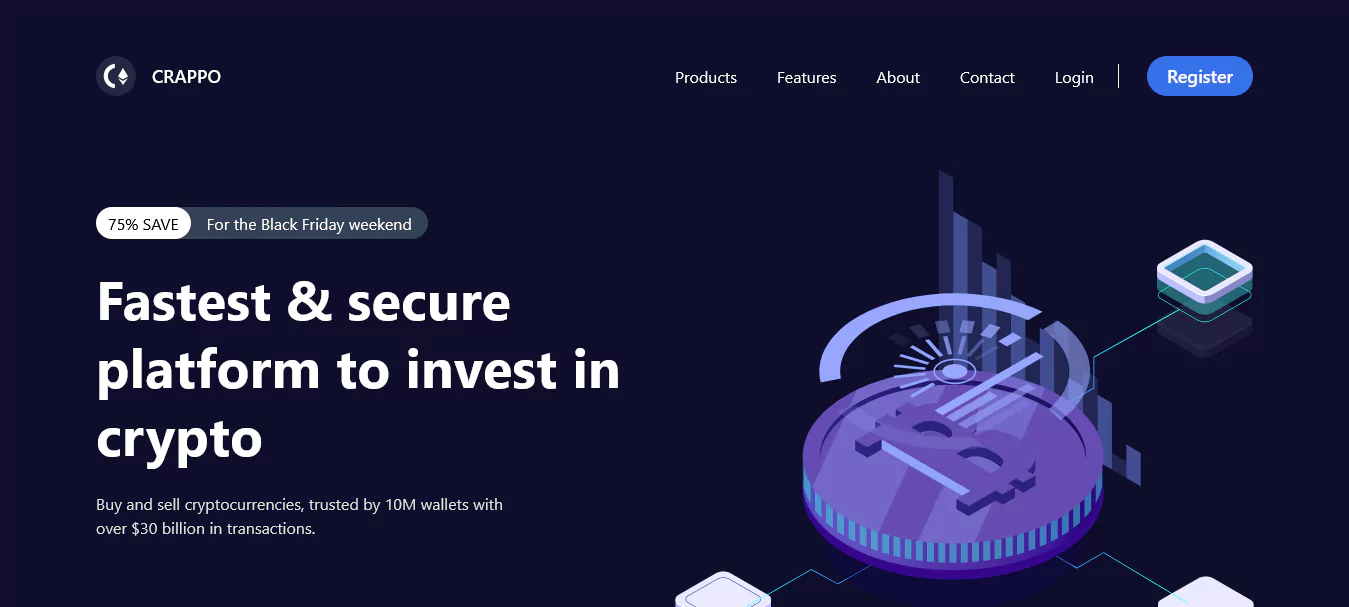 CRAPPO
Products Features About Contact Login Register
75% SAVE For the Black Friday weekend
Fastest & secure
platform to invest in
crypto
Buy and sell cryptocurrencies, trusted by 10M wallets with
over $30 billion in transactions.